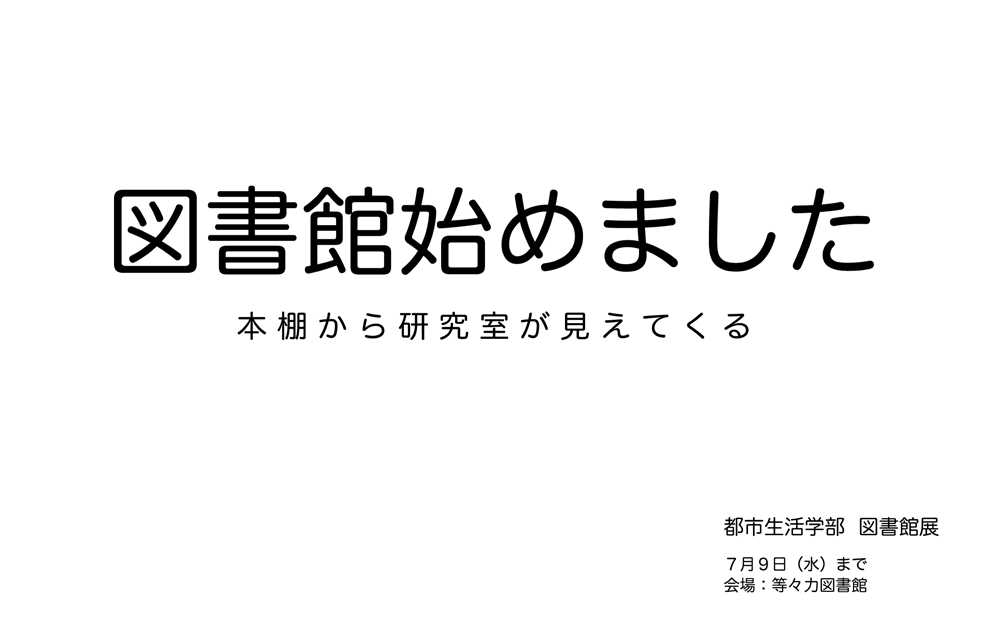 図書館始めました
本棚から研究室が見えてくる
都市生活学部 図書館展
７月９日（水）まで
会場：等々力図書館